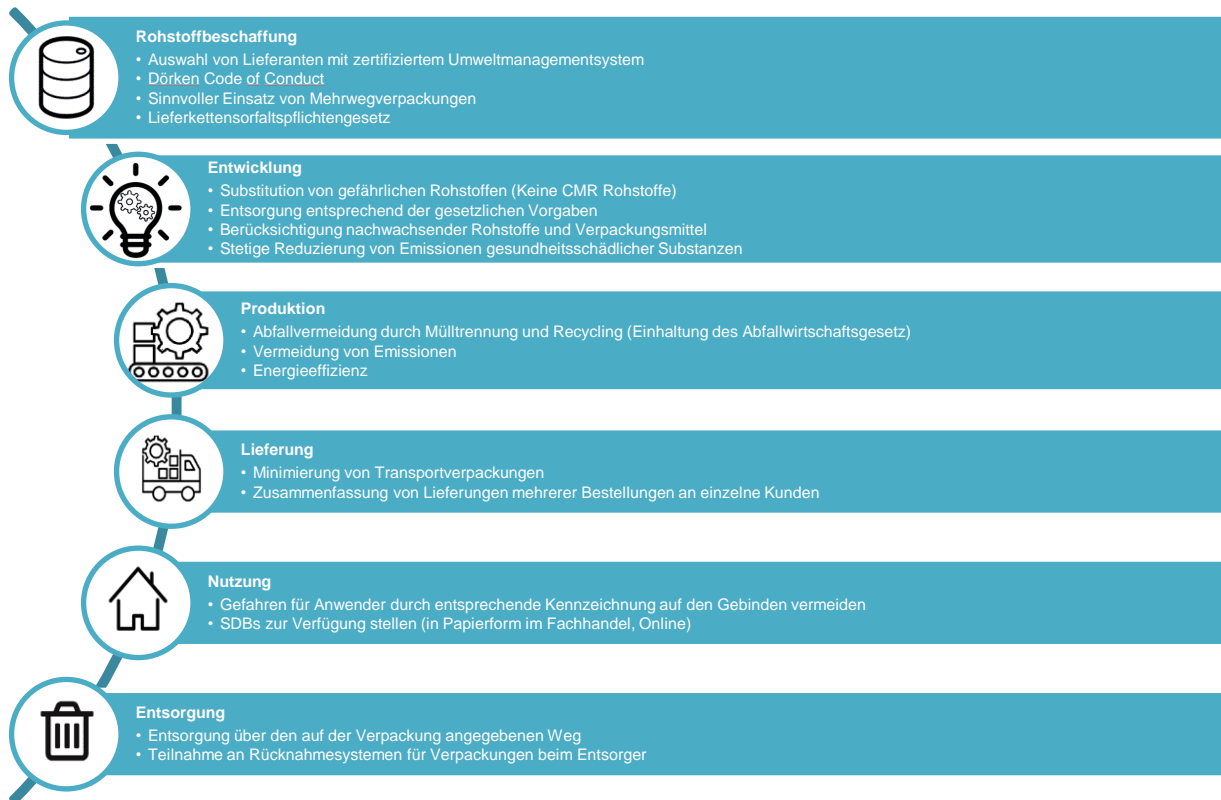 Rohstoffbeschaffung
• Auswahl von Lieferanten mit zertifiziertem Umweltmanagementsystem
• Dörken Code of Conduct
• Sinnvoller Einsatz von Mehrwegverpackungen
• Lieferkettensorfaltspflichtengesetz
Entwicklung
• Substitution von gefährlichen Rohstoffen (Keine CMR Rohstoffe)
• Entsorgung entsprechend der gesetzlichen Vorgaben
• Berücksichtigung nachwachsender Rohstoffe und Verpackungsmittel
• Stetige Reduzierung von Emissionen gesundheitsschädlicher Substanzen
Produktion
• Abfallvermeidung durch Mülltrennung und Recycling (Einhaltung des Abfallwirtschaftsgesetz)
• Vermeidung von Emissionen
• Energieeffizienz
Lieferung
• Minimierung von Transportverpackungen
• Zusammenfassung von Lieferungen mehrerer Bestellungen an einzelne Kunden
Nutzung
• Gefahren für Anwender durch entsprechende Kennzeichnung auf den Gebinden vermeiden
• SDBs zur Verfügung stellen (in Papierform im Fachhandel, Online)
Entsorgung
• Entsorgung über den auf der Verpackung angegebenen Weg
• Teilnahme an Rücknahmesystemen für Verpackungen beim Entsorger